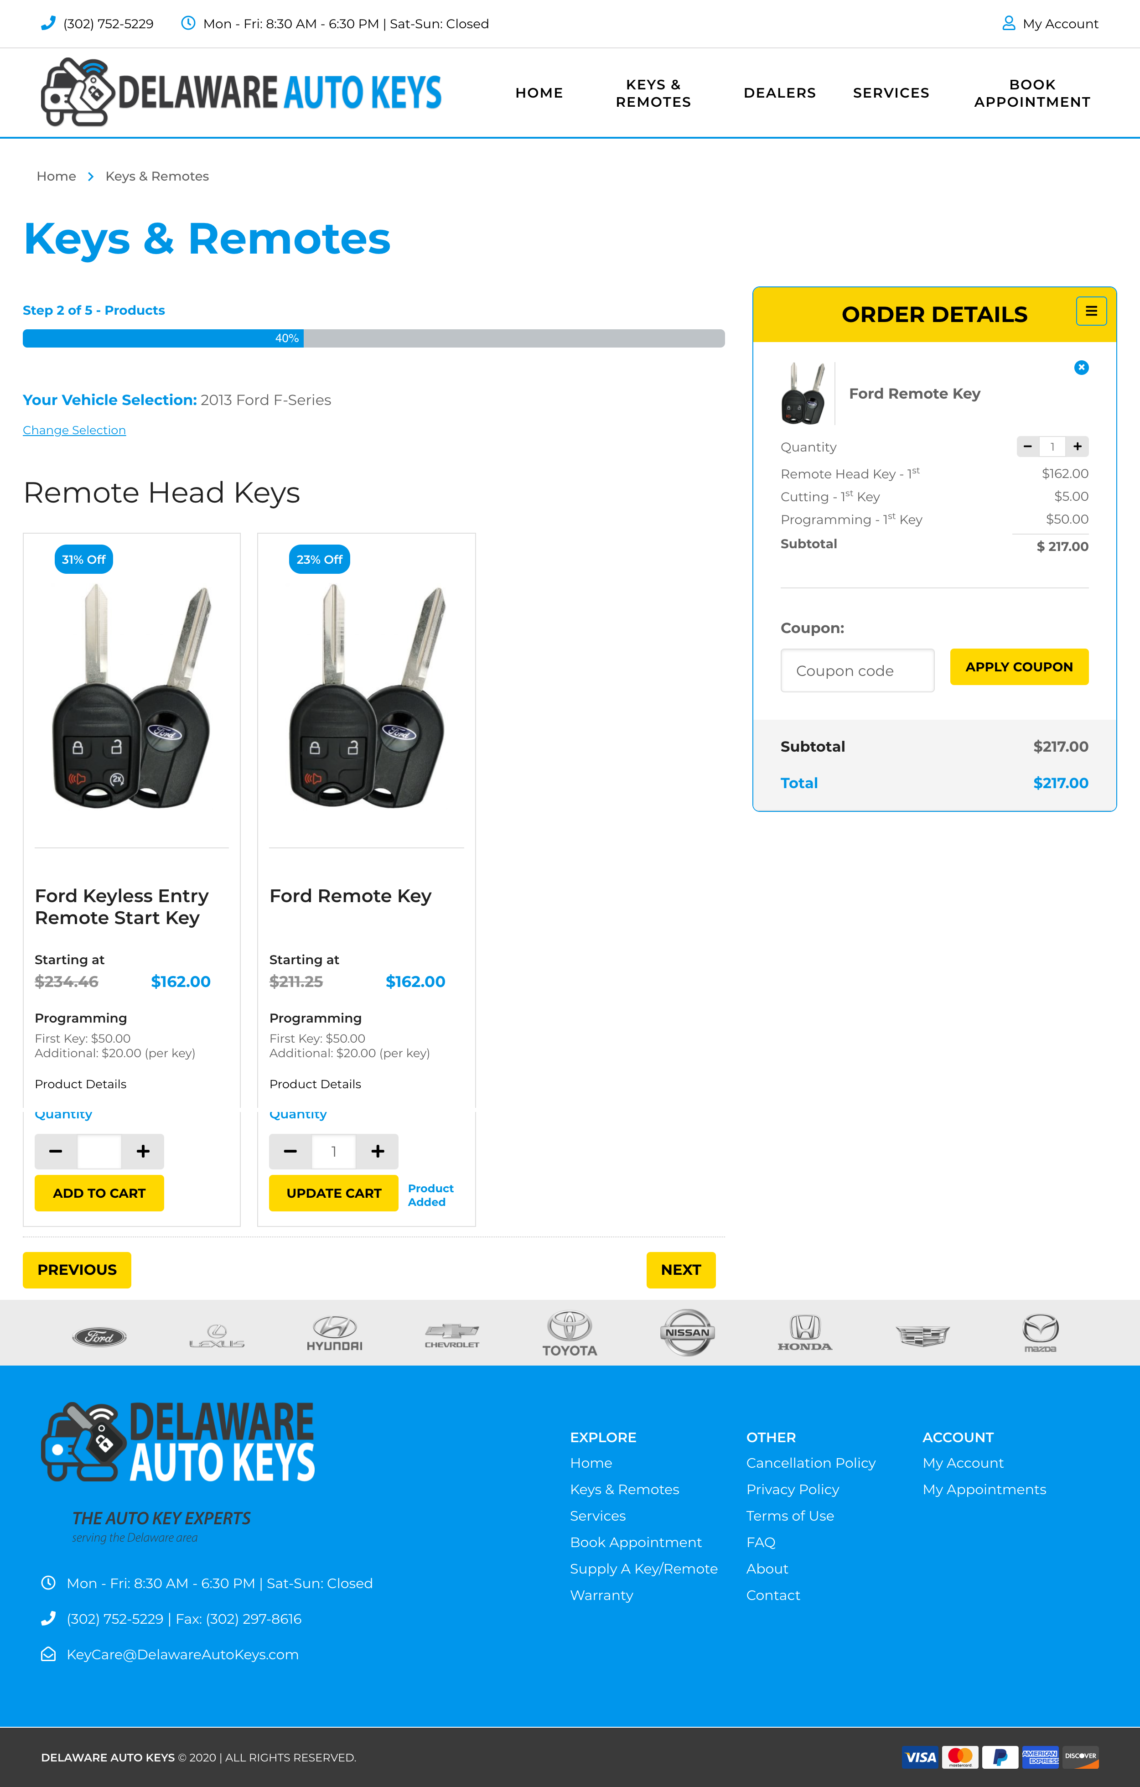 (302) 752-5229
Mon - Fri: 8:30 AM - 6:30 PM | Sat-Sun: Closed
My Account
DELAWARE AUTO KEYS
HOME
KEYS &
REMOTES
DEALERS
SERVICES
BOOK
APPOINTMENT
Home
Keys & Remotes
Keys & Remotes
Step 2 of 5 - Products
40%
Your Vehicle Selection: 2013 Ford F-Series
Change Selection
Remote Head Keys
31% Off
Ford
2X
Ford Keyless Entry
Remote Start Key
Starting at
$234.46 $162.00
Programming
First Key: $50.00
Additional: $20.00 (per key)
Product Details
Quantity
ADD TO CART
23% Off
Ford
Ford Remote Key
Starting at
$211.25 $162.00
Programming
First Key: $50.00
Additional: $20.00 (per key)
Product Details
Quantity
1
UPDATE CART
Product
Added
PREVIOUS
NEXT
ORDER DETAILS
Ford Remote Key
Quantity
1
Remote Head Key - 1st $162.00
Cutting - 1st Key $5.00
Programming - 1st Key $50.00
Subtotal $ 217.00
Coupon:
Coupon code
APPLY COUPON
Subtotal $217.00
Total $217.00
Ford
LEXUS
HYUNDAI
CHEVROLET
TOYOTA
NISSAN
HONDA
mazda
DELAWARE
AUTO KEYS
THE AUTO KEY EXPERTS
serving the Delaware area
Mon - Fri: 8:30 AM - 6:30 PM | Sat-Sun: Closed
(302) 752-5229 | Fax: (302) 297-8616
KeyCare@DelawareAutoKeys.com
EXPLORE
Home
Keys & Remotes
Services
Book Appointment
Supply A Key/Remote
Warranty
OTHER
Cancellation Policy
Privacy Policy
Terms of Use
FAQ
About
Contact
ACCOUNT
My Account
My Appointments
DELAWARE AUTO KEYS © 2020 | ALL RIGHTS RESERVED.
VISA
mastercard
AMERICAN
EXPRESS
DISCOVER